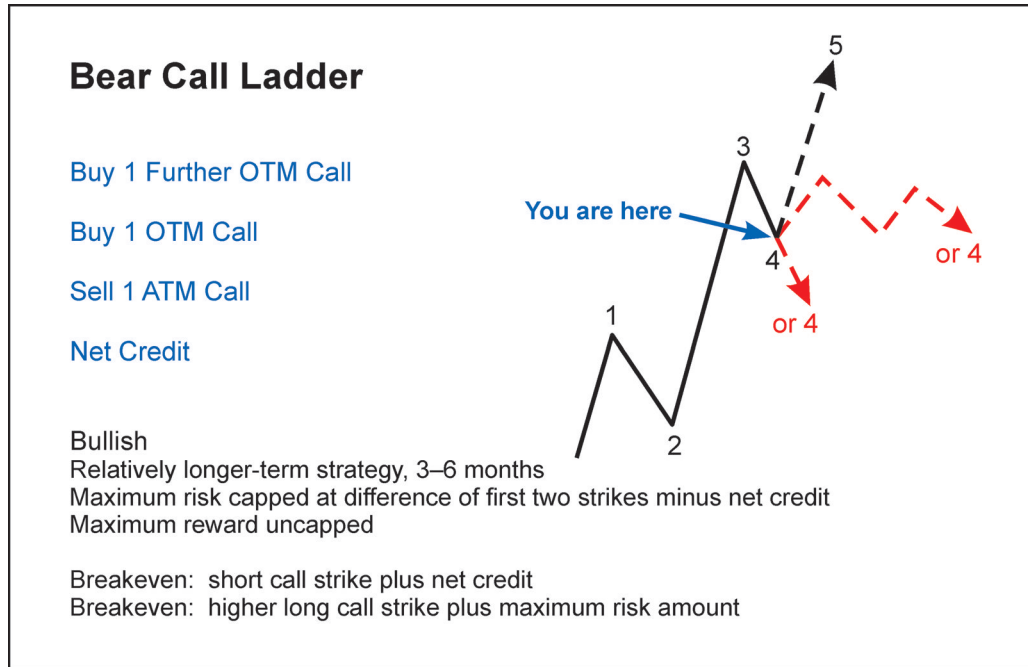 Bear Call Ladder
Buy 1 Further OTM Call
Buy 1 OTM Call
Sell 1 ATM Call
Net Credit
Bullish
Relatively longer-term strategy, 3–6 months
Maximum risk capped at difference of first two strikes minus net credit
Maximum reward uncapped
Breakeven:  short call strike plus net credit
Breakeven:  higher long call strike plus maximum risk amount
5
3
You are here
4
or 4
or 4
1
2